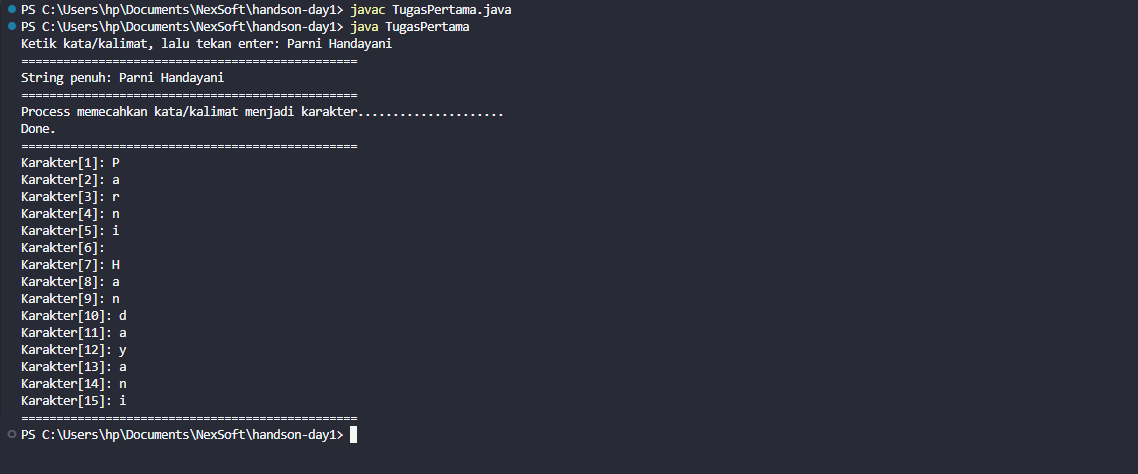 PS C:\Users\hp\Documents\NexSoft\handson-day1> javac TugasPertama.java
PS C:\Users\hp\Documents\NexSoft\handson-day1> java TugasPertama
Ketik kata/kalimat, lalu tekan enter: Parni Handayani
================================================
String penuh: Parni Handayani
================================================
Process memecahkan kata/kalimat menjadi karakter.....................
Done.
================================================
Karakter[1]: P
Karakter[2]: a
Karakter[3]: r
Karakter[4]: n
Karakter[5]: i
Karakter[6]:
Karakter[7]: H
Karakter[8]: a
Karakter[9]: n
Karakter[10]: d
Karakter[11]: a
Karakter[12]: y
Karakter[13]: a
Karakter[14]: n
Karakter[15]: i
================================================
PS C:\Users\hp\Documents\NexSoft\handson-day1>